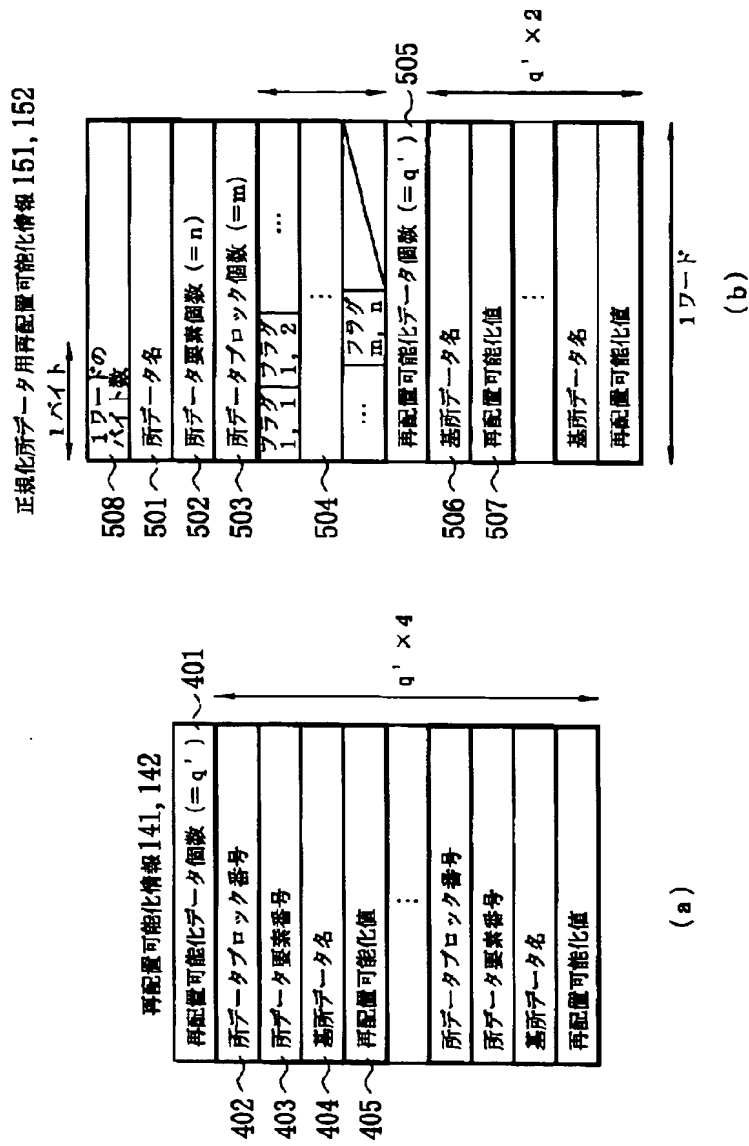 再配置可能化情報141, 142
再配置可能化データ個数 (=q')
401
402
所データブロック番号
403
所データ要素番号
404
基所データ名
405
再配置可能化値
⋮
所データブロック番号
所データ要素番号
基所データ名
再配置可能化値
q' × 4
(a)
正規化所データ用再配置可能化情報151, 152
1バイト
508
1ワードの
バイト数
501
所データ名
502
所データ要素個数 (=n)
503
所データブロック個数 (=m)
504
フラグ
1, 1
フラグ
1, 2
…
⋮
…
フラグ
m, n
再配置可能化データ個数 (=q')
505
506
基所データ名
507
再配置可能化値
⋮
基所データ名
再配置可能化値
q' × 2
1ワード
(b)